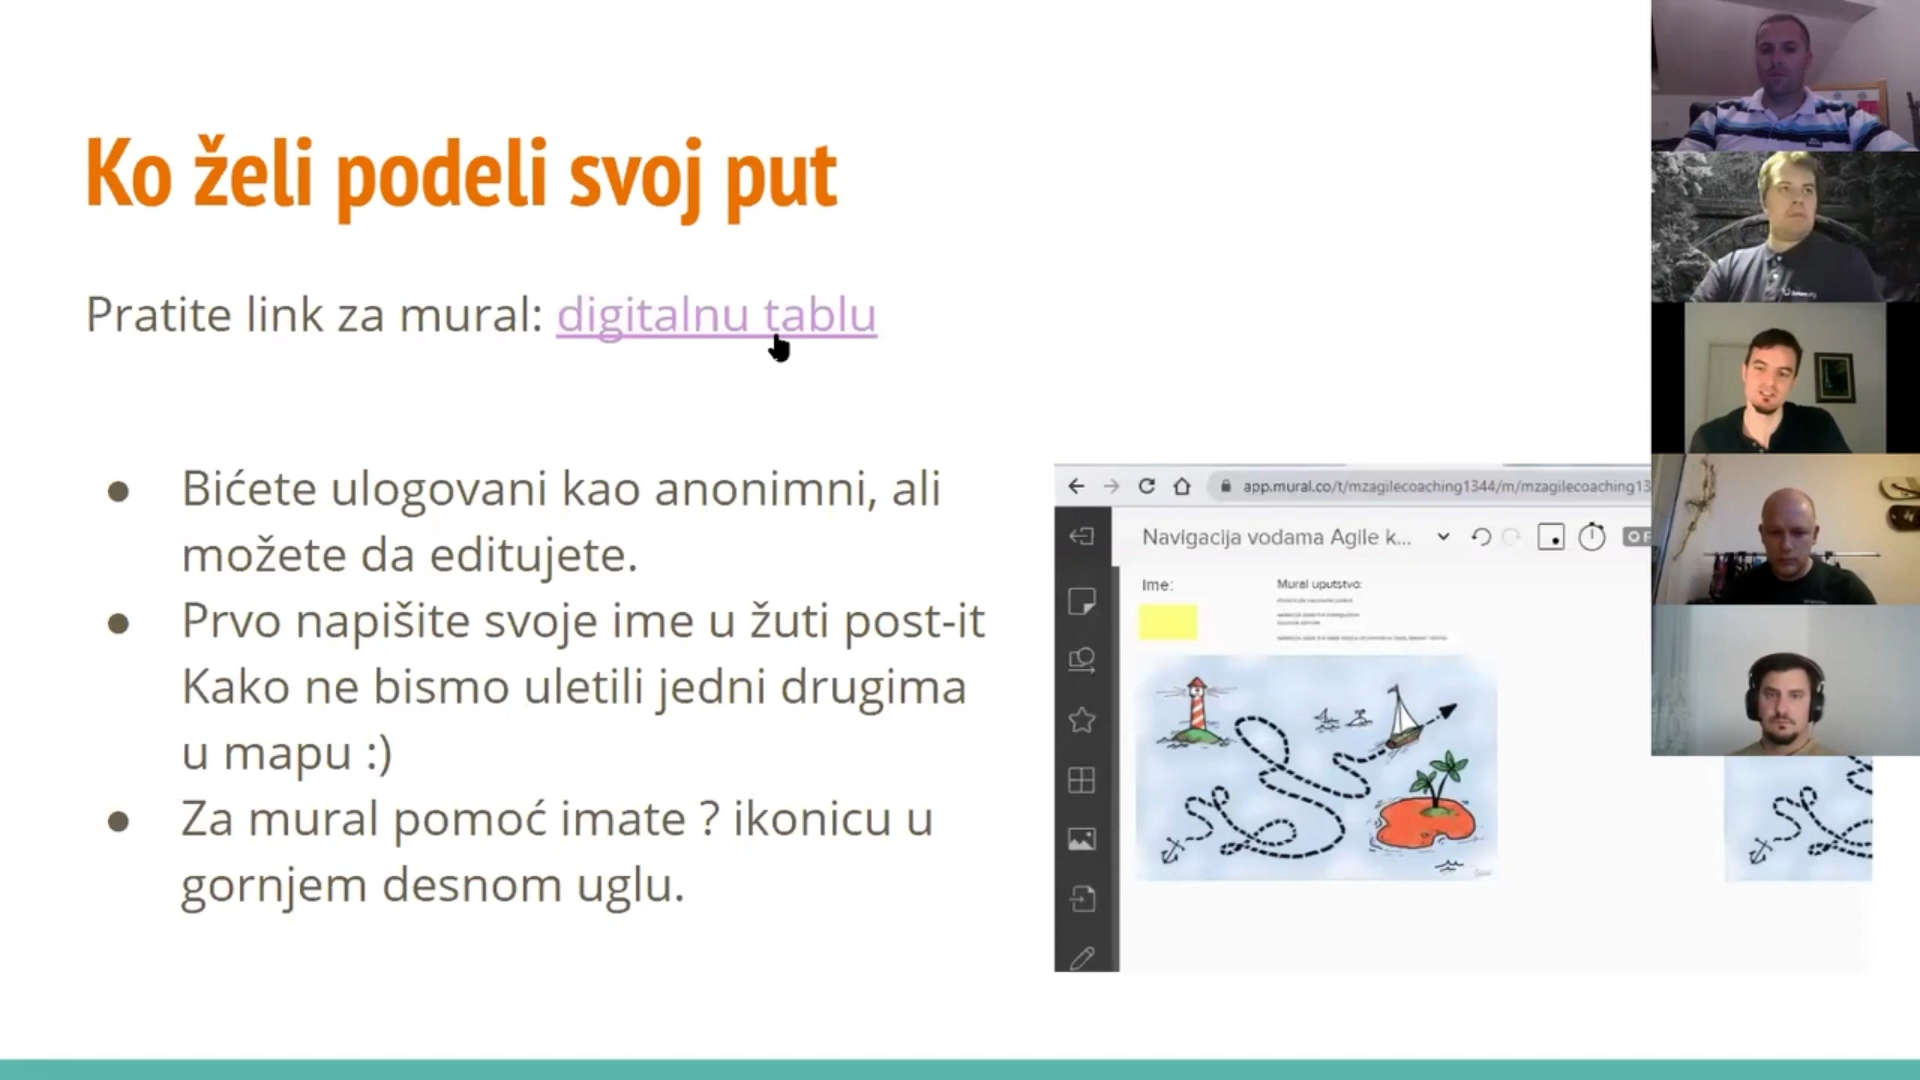 Ko želi podeli svoj put
Pratite link za mural: digitalnu tablu
● Bićete ulogovani kao anonimni, ali
možete da editujete.
● Prvo napišite svoje ime u žuti post-it
Kako ne bismo uletili jedni drugima
u mapu :)
● Za mural pomoć imate ? ikonicu u
gornjem desnom uglu.
app.mural.co/t/mzagilecoaching1344/m/mzagilecoaching13
Navigacija vodama Agile k...
Ime:
Mural uputstvo: